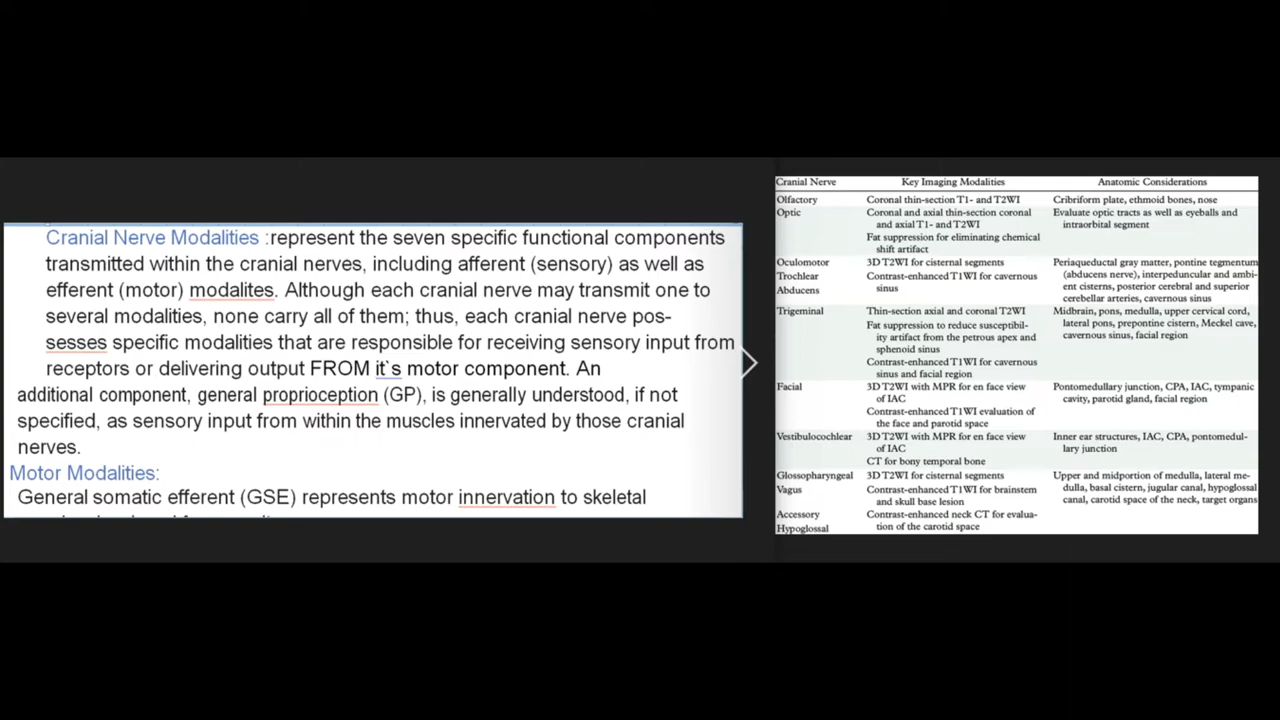 Cranial Nerve Modalities :represent the seven specific functional components
transmitted within the cranial nerves, including afferent (sensory) as well as
efferent (motor) modalites. Although each cranial nerve may transmit one to
several modalities, none carry all of them; thus, each cranial nerve pos-
sesses specific modalities that are responsible for receiving sensory input from
receptors or delivering output FROM it`s motor component. An
additional component, general proprioception (GP), is generally understood, if not
specified, as sensory input from within the muscles innervated by those cranial
nerves.
Motor Modalities:
General somatic efferent (GSE) represents motor innervation to skeletal
Cranial Nerve Key Imaging Modalities Anatomic Considerations
Olfactory Coronal thin-section T1- and T2WI Cribriform plate, ethmoid bones, nose
Optic Coronal and axial thin-section coronal Evaluate optic tracts as well as eyeballs and
and axial T1- and T2WI intraorbital segment
Fat suppression for eliminating chemical
shift artifact
Oculomotor 3D T2WI for cisternal segments Periaqueductal gray matter, pontine tegmentum
Trochlear Contrast-enhanced T1WI for cavernous (abducens nerve), interpeduncular and ambi-
Abducens sinus ent cisterns, posterior cerebral and superior
cerebellar arteries, cavernous sinus
Trigeminal Thin-section axial and coronal T2WI Midbrain, pons, medulla, upper cervical cord,
Fat suppression to reduce susceptibil- lateral pons, prepontine cistern, Meckel cave,
ity artifact from the petrous apex and cavernous sinus, facial region
sphenoid sinus
Contrast-enhanced T1WI for cavernous
sinus and facial region
Facial 3D T2WI with MPR for en face view Pontomedullary junction, CPA, IAC, tympanic
of IAC cavity, parotid gland, facial region
Contrast-enhanced T1WI evaluation of
the face and parotid space
Vestibulocochlear 3D T2WI with MPR for en face view Inner ear structures, IAC, CPA, pontomedul-
of IAC lary junction
CT for bony temporal bone
Glossopharyngeal 3D T2WI for cisternal segments Upper and midportion of medulla, lateral me-
Vagus Contrast-enhanced T1WI for brainstem dulla, basal cistern, jugular canal, hypoglossal
and skull base lesion canal, carotid space of the neck, target organs
Accessory Contrast-enhanced neck CT for evalua-
Hypoglossal tion of the carotid space